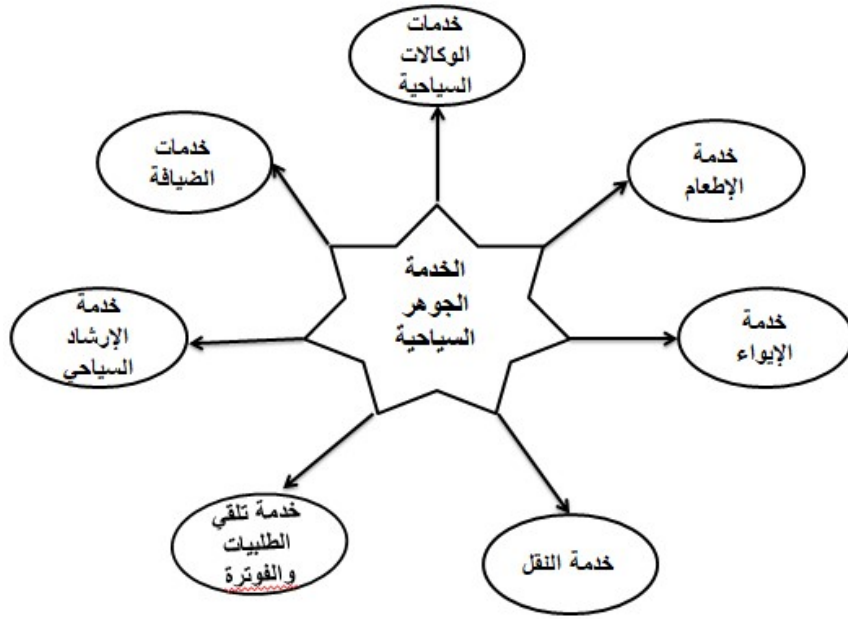 خدمات
الوكالات
السياحية
خدمات
الضيافة
خدمة
الإطعام
الخدمة
الجوهر
السياحية
خدمة
الإرشاد
السياحي
خدمة
الإيواء
خدمة تلقي
الطلبيات
والفوترة
خدمة النقل